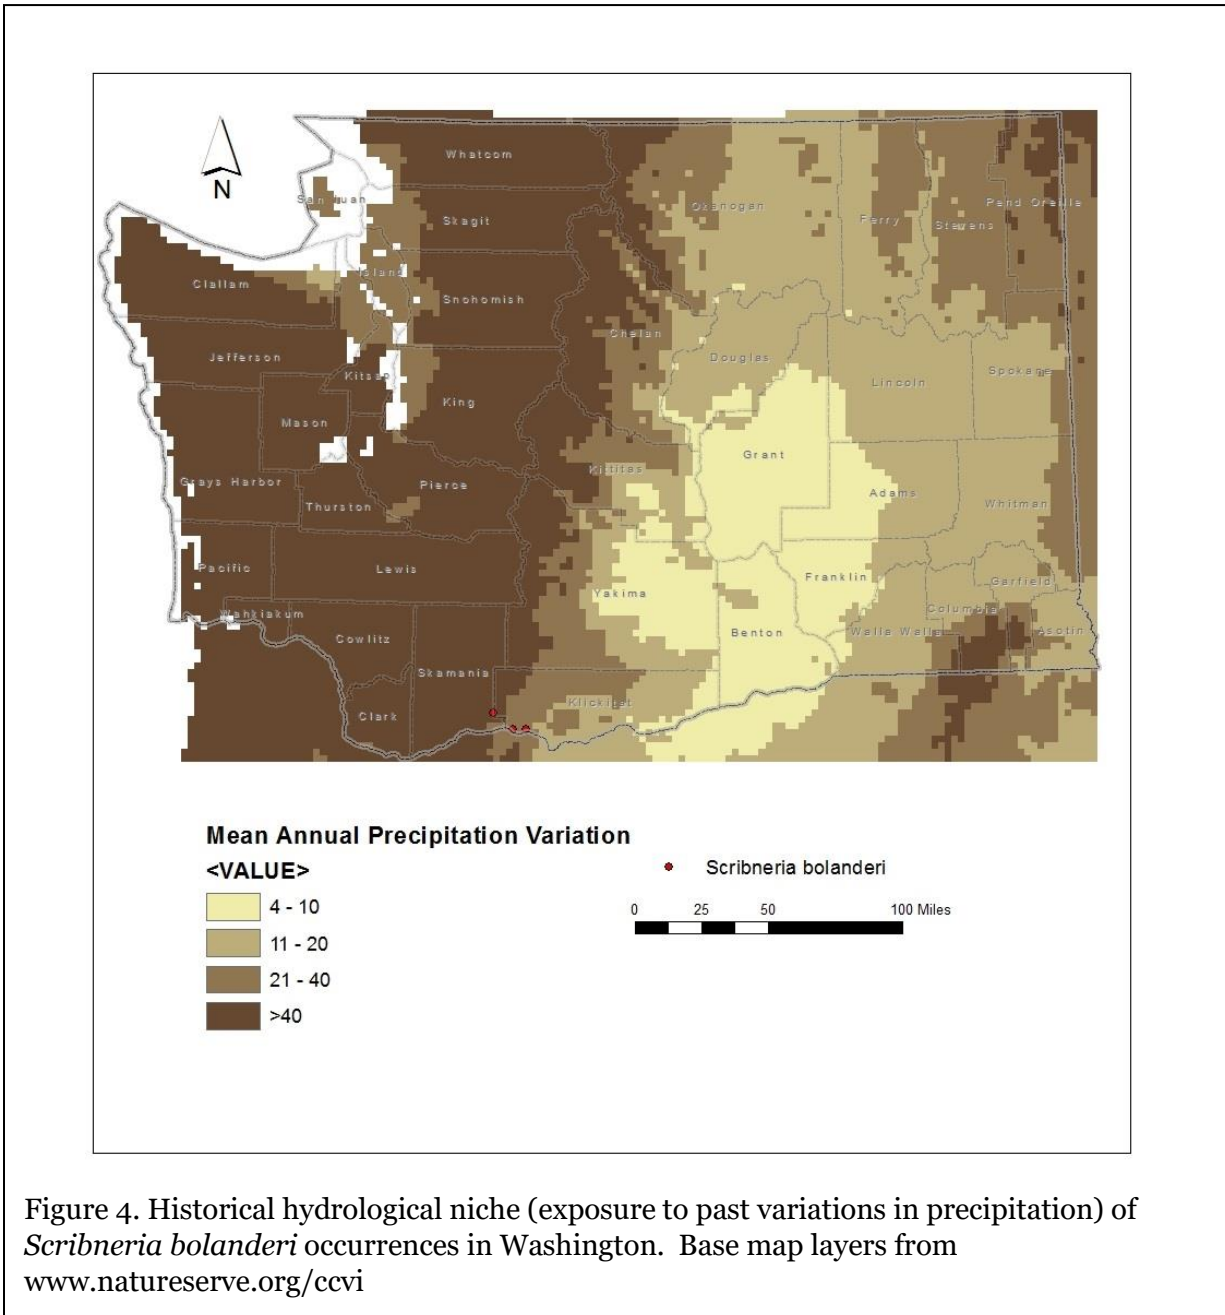 N
Whatcom
San Juan
Skagit
Okanogan
Ferry
Stevens
Pend Oreille
Island
Clallam
Snohomish
Chelan
Jefferson
Kitsap
Douglas
Lincoln
Spokane
King
Mason
Grant
Kittitas
Grays Harbor
Pierce
Thurston
Adams
Whitman
Pacific
Lewis
Yakima
Franklin
Garfield
Wahkiakum
Columbia
Cowlitz
Benton
Walla Walla
Asotin
Skamania
Klickitat
Clark
Mean Annual Precipitation Variation
<VALUE>
4 - 10
11 - 20
21 - 40
>40
Scribneria bolanderi
0 25 50 100 Miles
Figure 4. Historical hydrological niche (exposure to past variations in precipitation) of
Scribneria bolanderi occurrences in Washington.  Base map layers from
www.natureserve.org/ccvi